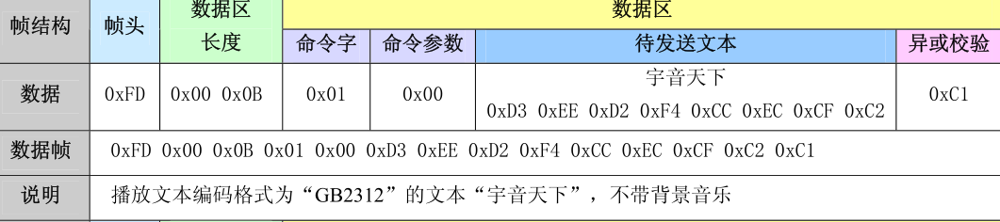 帧结构 帧头 数据区长度 数据区
命令字 命令参数 待发送文本 异或校验
数据 0xFD 0x00 0x0B 0x01 0x00 宇音天下 0xC1
0xD3 0xEE 0xD2 0xF4 0xCC 0xEC 0xCF 0xC2
数据帧 0xFD 0x00 0x0B 0x01 0x00 0xD3 0xEE 0xD2 0xF4 0xCC 0xEC 0xCF 0xC2 0xC1
说明 播放文本编码格式为“GB2312”的文本“宇音天下”，不带背景音乐